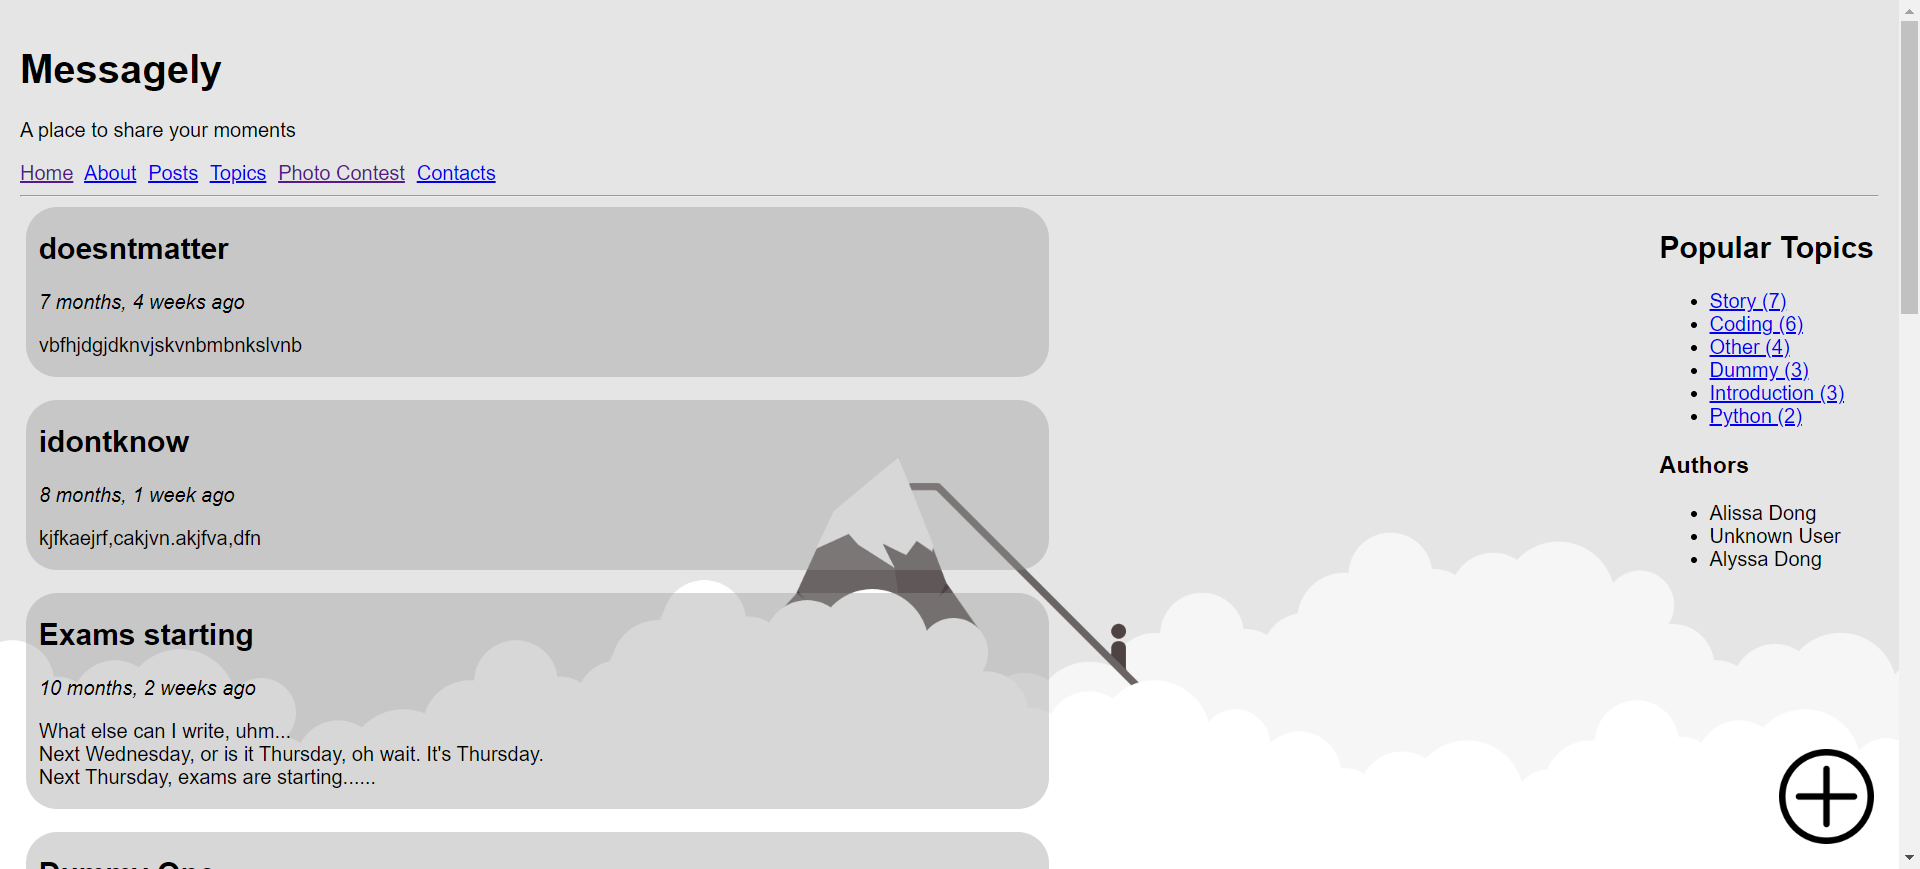 Messagely
A place to share your moments
Home About Posts Topics Photo Contest Contacts
doesntmatter
7 months, 4 weeks ago
vbfhjdgjdknvjskvnbmbnkslvnb
idontknow
8 months, 1 week ago
kjfkaejrf,cakjvn.akjfva,dfn
Exams starting
10 months, 2 weeks ago
What else can I write, uhm...
Next Wednesday, or is it Thursday, oh wait. It's Thursday.
Next Thursday, exams are starting......
Popular Topics
Story (7)
Coding (6)
Other (4)
Dummy (3)
Introduction (3)
Python (2)
Authors
Alissa Dong
Unknown User
Alyssa Dong